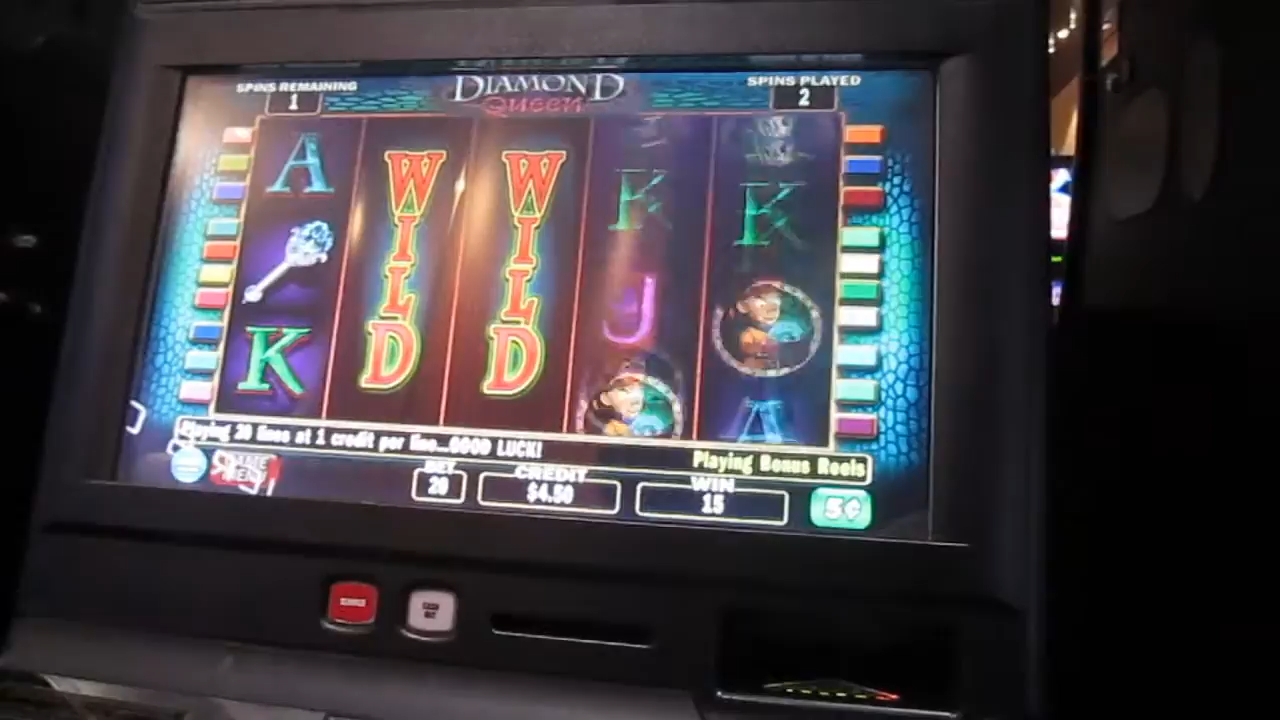 SPINS REMAINING
1
DIAMOND
QUEEN
SPINS PLAYED
2
A
K
WILD
WILD
K
J
K
A
Playing 20 lines at 1 credit per line...GOOD LUCK!
Playing Bonus Reels
BET
20
CREDIT
$4.50
WIN
15
5¢